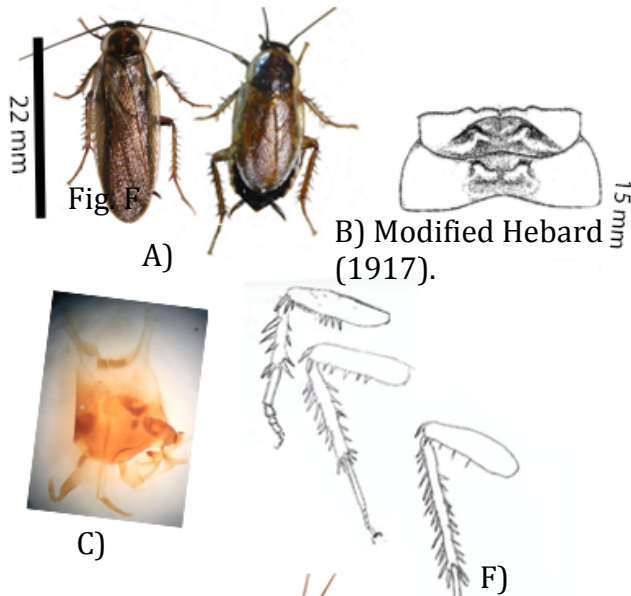 22 mm
Fig. F
A)
B) Modified Hebard
(1917).
15 mm
C)
F)